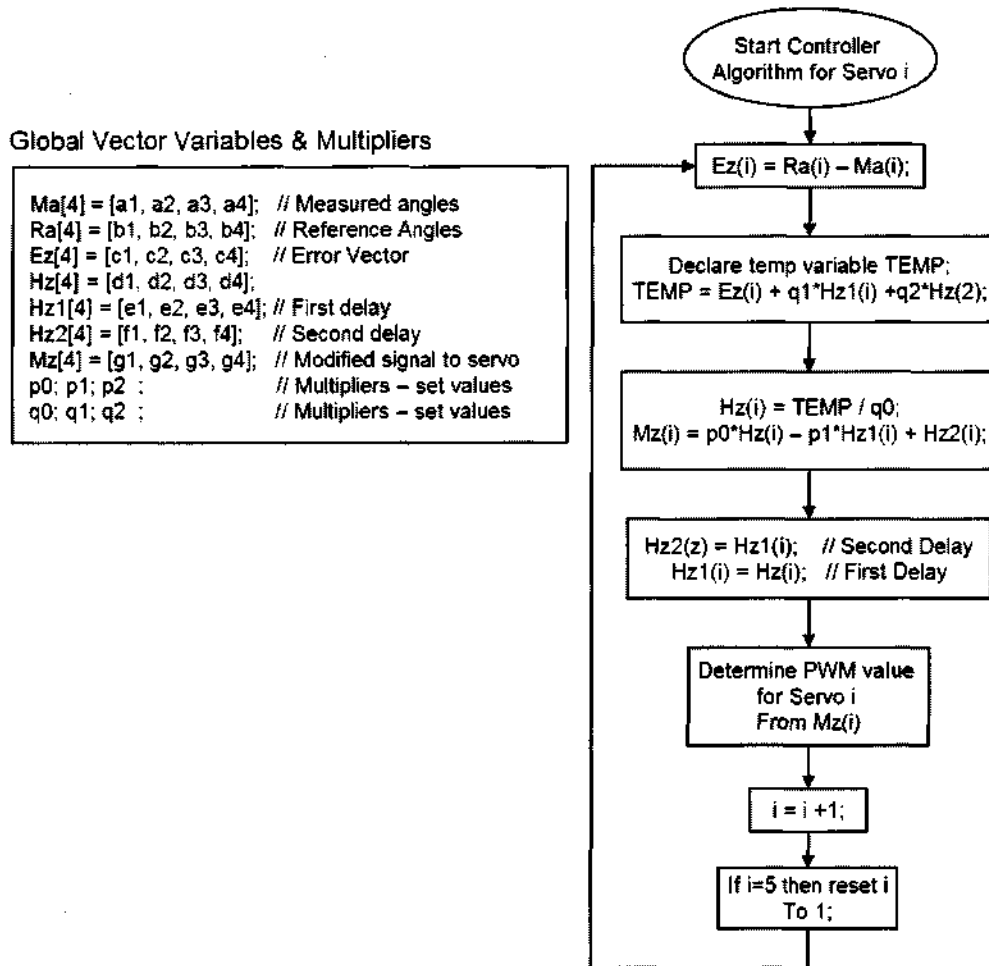 Global Vector Variables & Multipliers
Ma[4] = [a1, a2, a3, a4]; // Measured angles
Ra[4] = [b1, b2, b3, b4]; // Reference Angles
Ez[4] = [c1, c2, c3, c4]; // Error Vector
Hz[4] = [d1, d2, d3, d4];
Hz1[4] = [e1, e2, e3, e4]; // First delay
Hz2[4] = [f1, f2, f3, f4]; // Second delay
Mz[4] = [g1, g2, g3, g4]; // Modified signal to servo
p0; p1; p2 ; // Multipliers – set values
q0; q1; q2 ; // Multipliers – set values
Start Controller
Algorithm for Servo i
Ez(i) = Ra(i) – Ma(i);
Declare temp variable TEMP;
TEMP = Ez(i) + q1*Hz1(i) +q2*Hz(2);
Hz(i) = TEMP / q0;
Mz(i) = p0*Hz(i) – p1*Hz1(i) + Hz2(i);
Hz2(z) = Hz1(i); // Second Delay
Hz1(i) = Hz(i); // First Delay
Determine PWM value
for Servo i
From Mz(i)
i = i +1;
If i=5 then reset i
To 1;